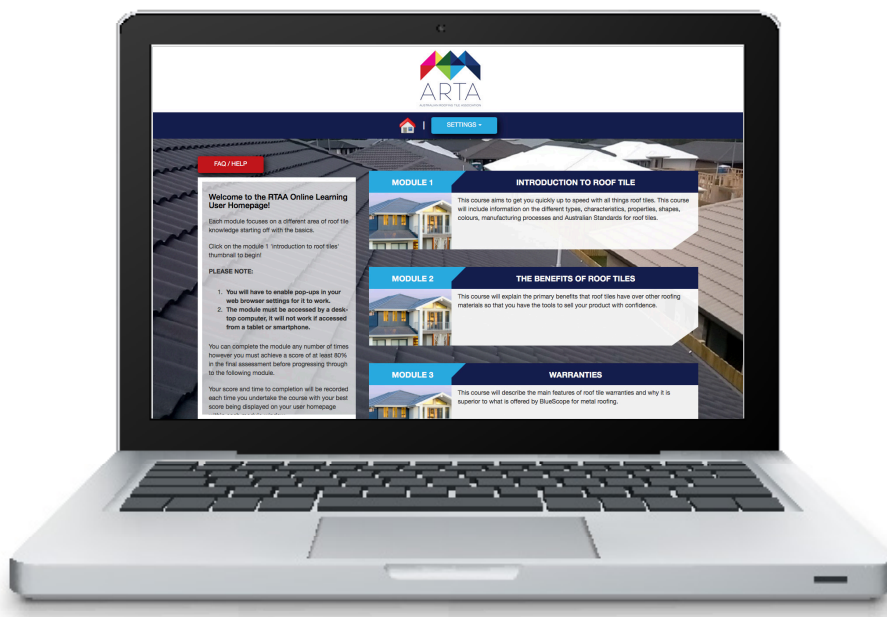 ARTA
AUSTRALIAN ROOFING TILE ASSOCIATION
SETTINGS
FAQ / HELP
Welcome to the RTAA Online Learning
User Homepage!
Each module focuses on a different area of roof tile
knowledge starting off with the basics.
Click on the module 1 'introduction to roof tiles'
thumbnail to begin!
PLEASE NOTE:
1. You will have to enable pop-ups in your
web browser settings for it to work.
2. The module must be accessed by a desk-
top computer, it will not work if accessed
from a tablet or smartphone.
You can complete the module any number of times
however you must achieve a score of at least 80%
in the final assessment before progressing through
to the following module.
Your score and time to completion will be recorded
each time you undertake the course with your best
score being displayed on your user homepage
MODULE 1
INTRODUCTION TO ROOF TILE
This course aims to get you quickly up to speed with all things roof tiles. This course
will include information on the different types, characteristics, properties, shapes,
colours, manufacturing processes and Australian Standards for roof tiles.
MODULE 2
THE BENEFITS OF ROOF TILES
This course will explain the primary benefits that roof tiles have over other roofing
materials so that you have the tools to sell your product with confidence.
MODULE 3
WARRANTIES
This course will describe the main features of roof tile warranties and why it is
superior to what is offered by BlueScope for metal roofing.